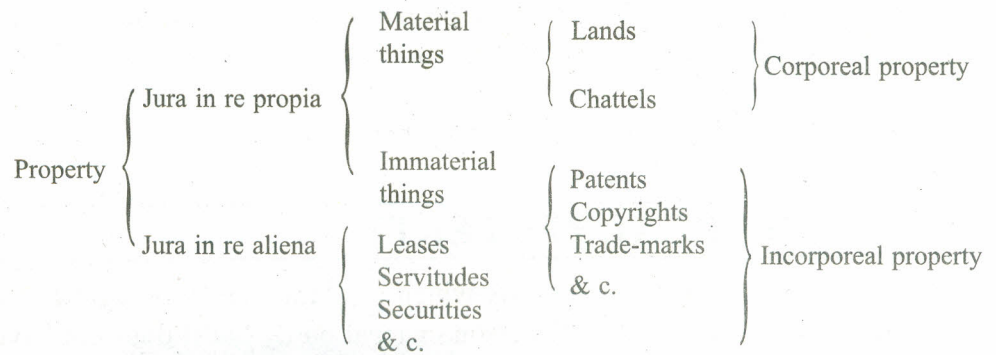 Property
Jura in re propia
Material
things
Lands
Chattels
Corporeal property
Immaterial
things
Patents
Copyrights
Trade-marks
& c.
Jura in re aliena
Leases
Servitudes
Securities
& c.
Incorporeal property